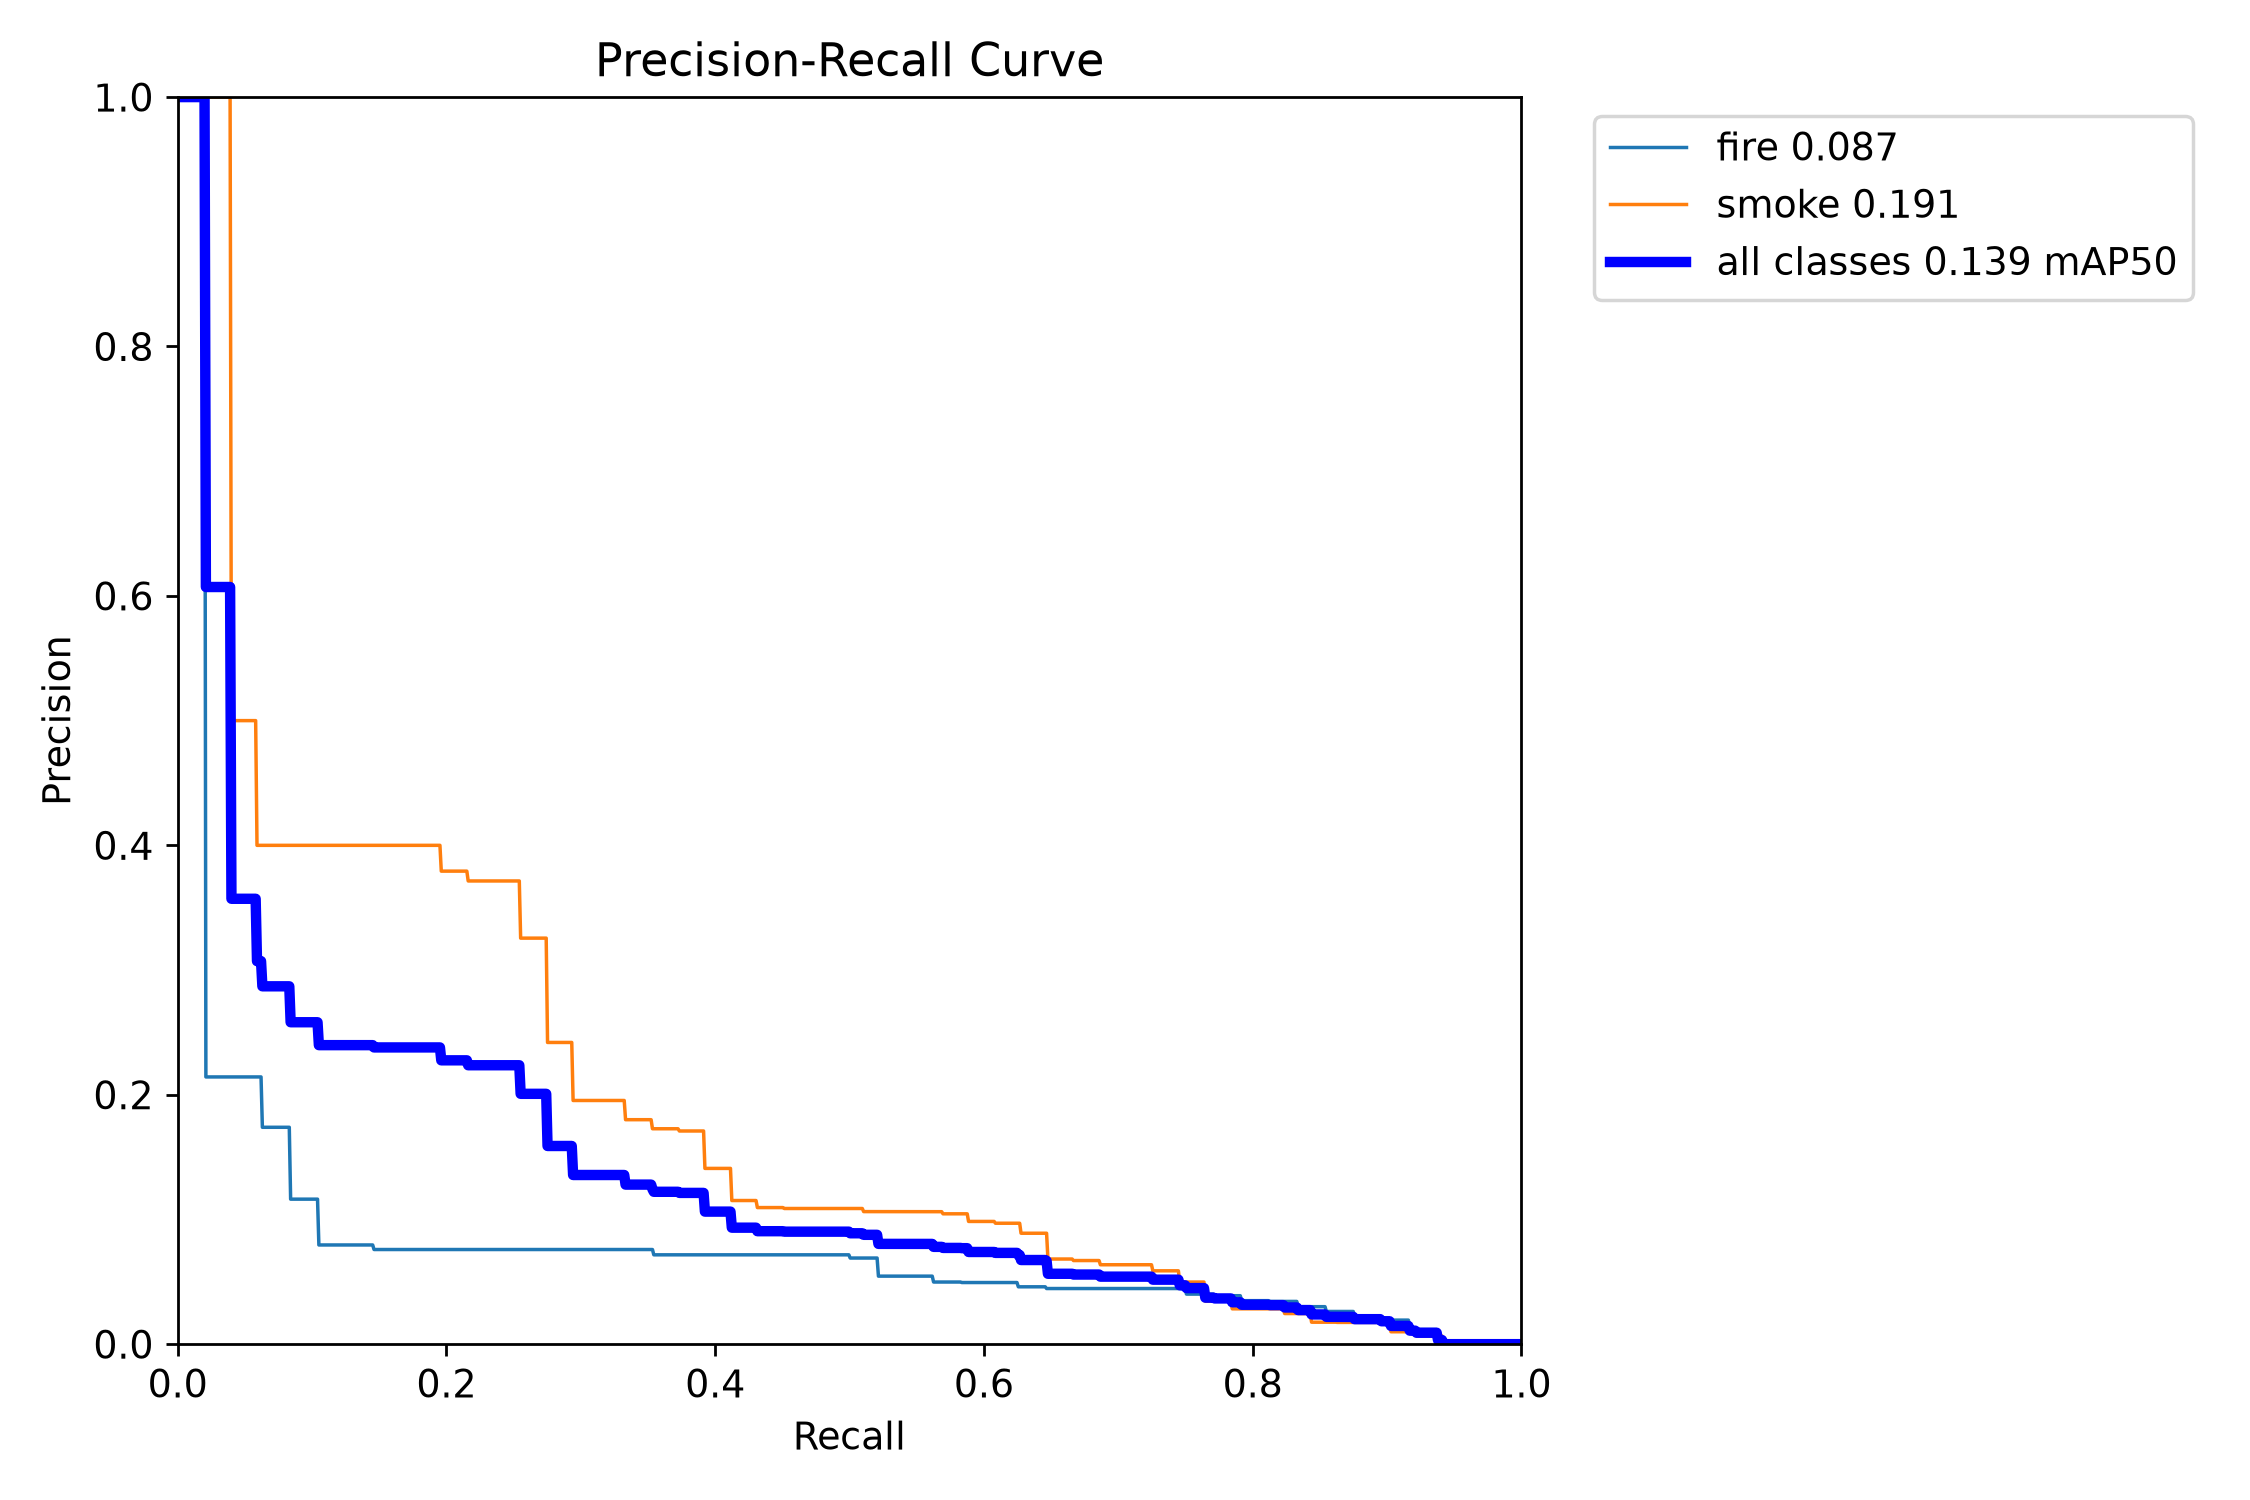 Precision-Recall Curve
1.0
0.8
0.6
0.4
0.2
0.0
Precision
0.0 0.2 0.4 0.6 0.8 1.0
Recall
fire 0.087
smoke 0.191
all classes 0.139 mAP50